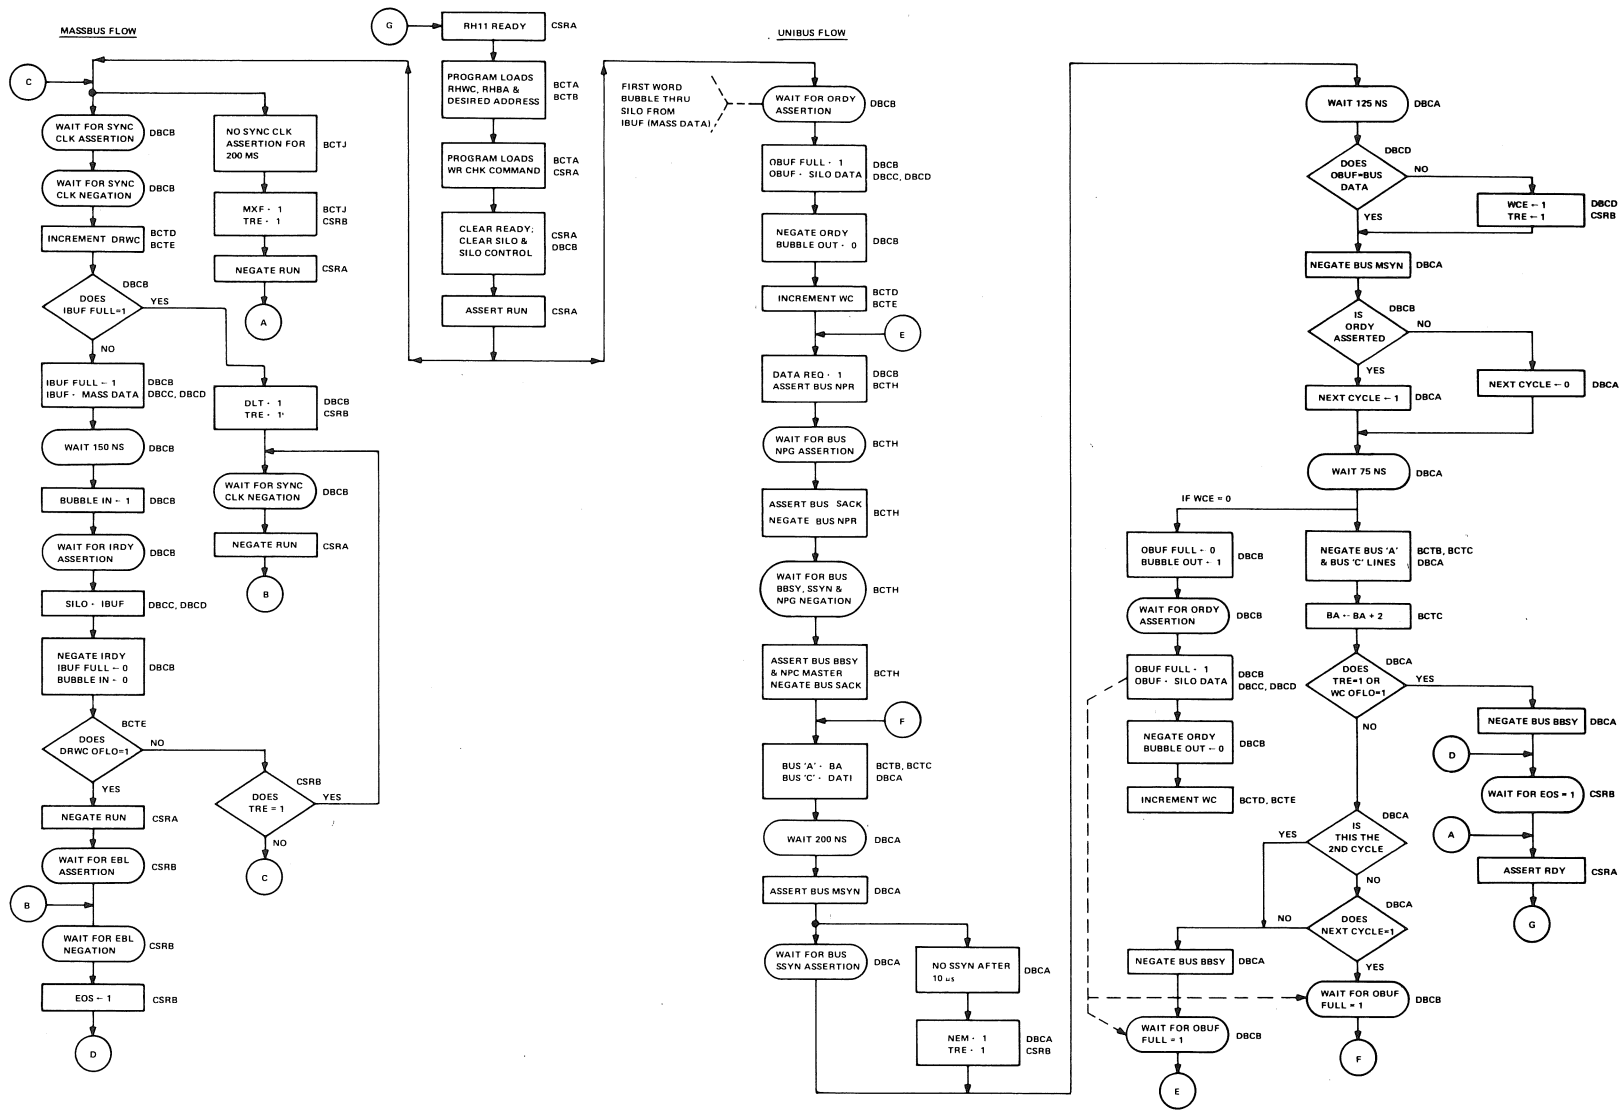 MASSBUS FLOW
C
WAIT FOR SYNC
CLK ASSERTION
DBCB
WAIT FOR SYNC
CLK NEGATION
DBCB
INCREMENT DRWC
BCTD
BCTE
DBCB
DOES
IBUF FULL=1
YES
NO
IBUF FULL ← 1
IBUF · MASS DATA
DBCB
DBCC, DBCD
WAIT 150 NS
DBCB
BUBBLE IN ← 1
DBCB
WAIT FOR IRDY
ASSERTION
DBCB
SILO · IBUF
DBCC, DBCD
NEGATE IRDY
IBUF FULL ← 0
BUBBLE IN ← 0
DBCB
BCTE
DOES
DRWC OFLO=1
NO
YES
NEGATE RUN
CSRA
WAIT FOR EBL
ASSERTION
CSRB
B
WAIT FOR EBL
NEGATION
CSRB
EOS ← 1
CSRB
D
NO SYNC CLK
ASSERTION FOR
200 MS
BCTJ
MXF · 1
TRE · 1
BCTJ
CSRB
NEGATE RUN
CSRA
A
DLT · 1
TRE · 1
DBCB
CSRB
WAIT FOR SYNC
CLK NEGATION
DBCB
NEGATE RUN
CSRA
B
CSRB
DOES
TRE = 1
YES
NO
C
G
RH11 READY
CSRA
PROGRAM LOADS
RHWC, RHBA &
DESIRED ADDRESS
BCTA
BCTB
PROGRAM LOADS
WR CHK COMMAND
BCTA
CSRA
CLEAR READY;
CLEAR SILO &
SILO CONTROL
CSRA
DBCB
ASSERT RUN
CSRA
UNIBUS FLOW
FIRST WORD
BUBBLE THRU
SILO FROM
IBUF (MASS DATA)
WAIT FOR ORDY
ASSERTION
DBCB
OBUF FULL · 1
OBUF · SILO DATA
DBCB
DBCC, DBCD
NEGATE ORDY
BUBBLE OUT · 0
DBCB
INCREMENT WC
BCTD
BCTE
E
DATA REQ · 1
ASSERT BUS NPR
DBCB
BCTH
WAIT FOR BUS
NPG ASSERTION
BCTH
ASSERT BUS SACK
NEGATE BUS NPR
BCTH
WAIT FOR BUS
BBSY, SSYN &
NPG NEGATION
BCTH
ASSERT BUS BBSY
& NPC MASTER
NEGATE BUS SACK
BCTH
F
BUS 'A' · BA
BUS 'C' · DATI
BCTB, BCTC
DBCA
WAIT 200 NS
DBCA
ASSERT BUS MSYN
DBCA
WAIT FOR BUS
SSYN ASSERTION
DBCA
NO SSYN AFTER
10 us
DBCA
NEM · 1
TRE · 1
DBCA
CSRB
WAIT 125 NS
DBCA
DBCD
DOES
OBUF=BUS
DATA
NO
YES
WCE ← 1
TRE ← 1
DBCD
CSRB
NEGATE BUS MSYN
DBCA
DBCB
IS
ORDY
ASSERTED
NO
YES
NEXT CYCLE ← 1
DBCA
NEXT CYCLE ← 0
DBCA
WAIT 75 NS
DBCA
IF WCE = 0
OBUF FULL ← 0
BUBBLE OUT ← 1
DBCB
WAIT FOR ORDY
ASSERTION
DBCB
OBUF FULL · 1
OBUF · SILO DATA
DBCB
DBCC, DBCD
NEGATE ORDY
BUBBLE OUT ← 0
DBCB
INCREMENT WC
BCTD, BCTE
NEGATE BUS 'A'
& BUS 'C' LINES
BCTB, BCTC
DBCA
BA ← BA + 2
BCTC
DBCA
DOES
TRE=1 OR
WC OFLO=1
YES
NO
NEGATE BUS BBSY
DBCA
D
WAIT FOR EOS = 1
CSRB
A
ASSERT RDY
CSRA
G
DBCA
IS
THIS THE
2ND CYCLE
YES
NO
DBCA
DOES
NEXT CYCLE=1
NO
YES
NEGATE BUS BBSY
DBCA
WAIT FOR OBUF
FULL = 1
DBCB
F
WAIT FOR OBUF
FULL = 1
DBCB
E